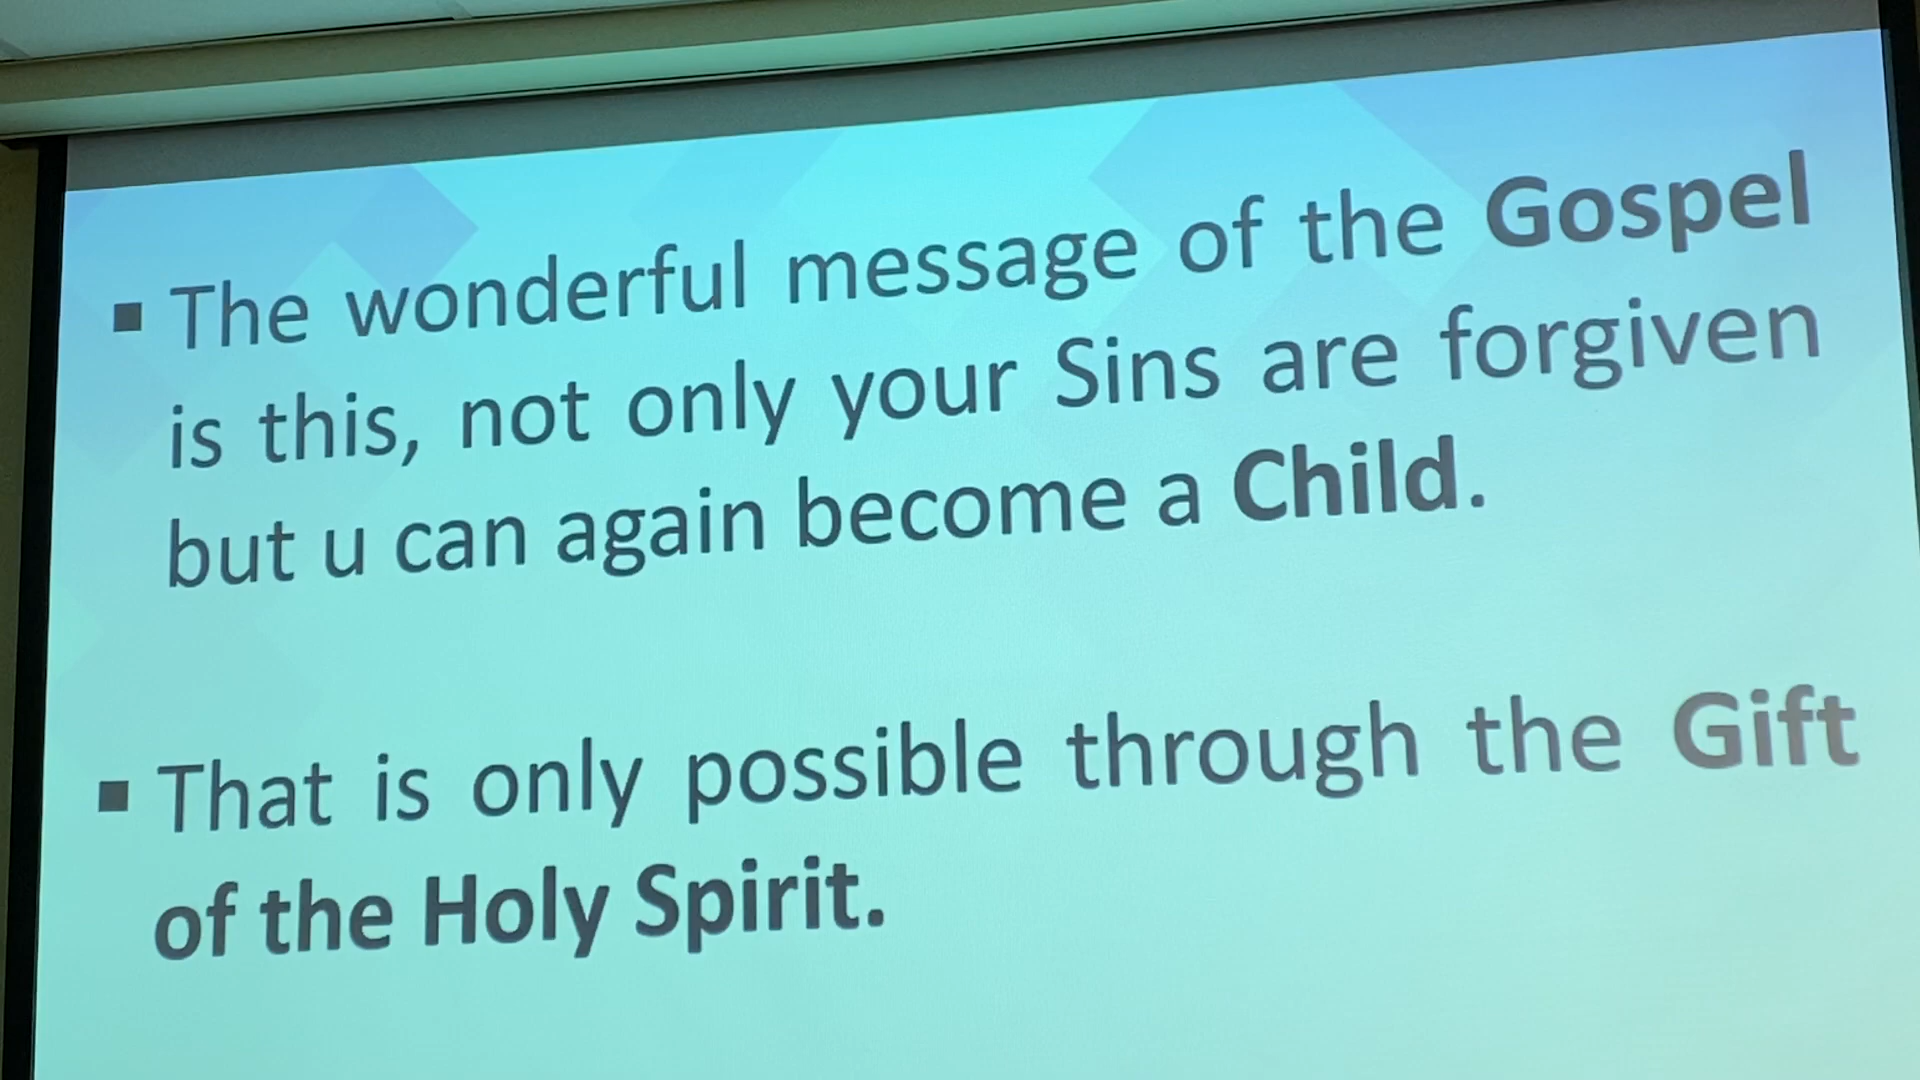 ▪ The wonderful message of the Gospel
is this, not only your Sins are forgiven
but u can again become a Child.
▪ That is only possible through the Gift
of the Holy Spirit.